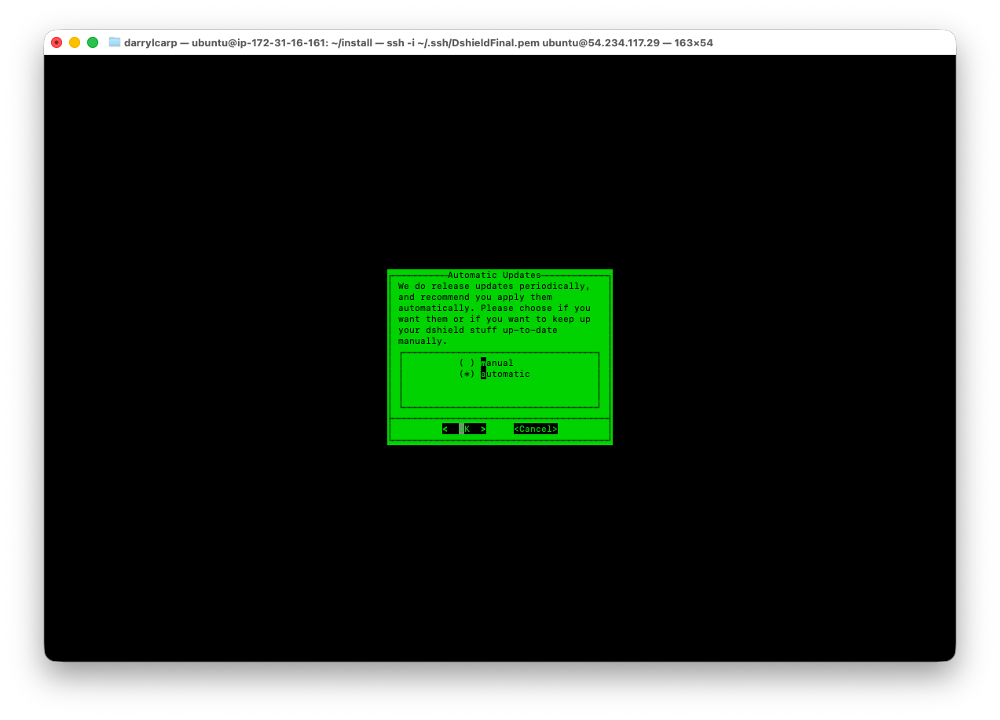 darrylcarp — ubuntu@ip-172-31-16-161: ~/install — ssh -i ~/.ssh/DshieldFinal.pem ubuntu@54.234.117.29 — 163×54
Automatic Updates
We do release updates periodically,
and recommend you apply them
automatically. Please choose if you
want them or if you want to keep up
your dshield stuff up-to-date
manually.
( ) manual
(*) automatic
<  OK  > <Cancel>